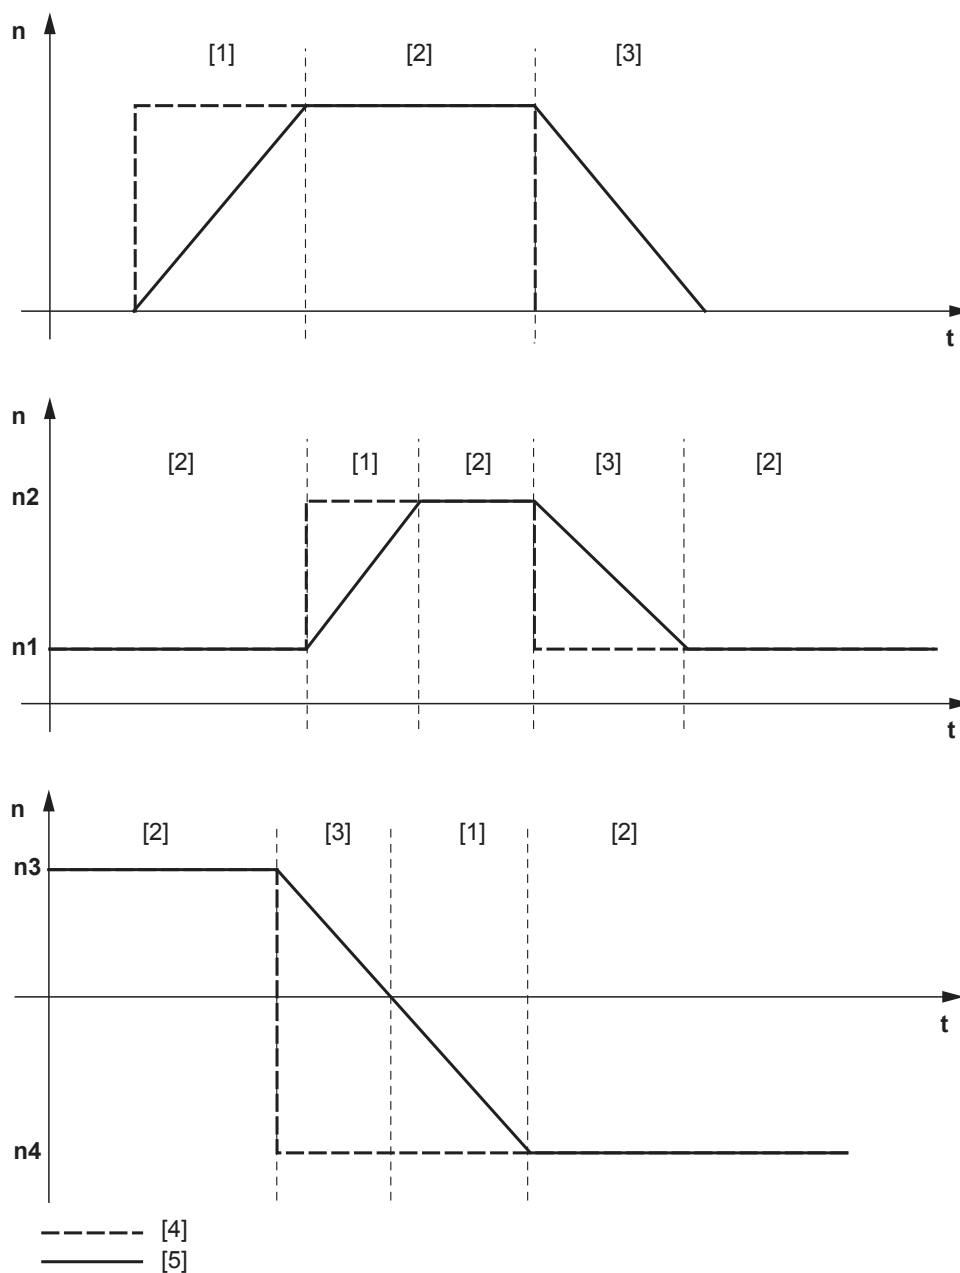 n
[1] [2] [3]
t
n
[2] [1] [2] [3] [2]
n2
n1
t
n
[2] [3] [1] [2]
n3
t
n4
[4]
[5]